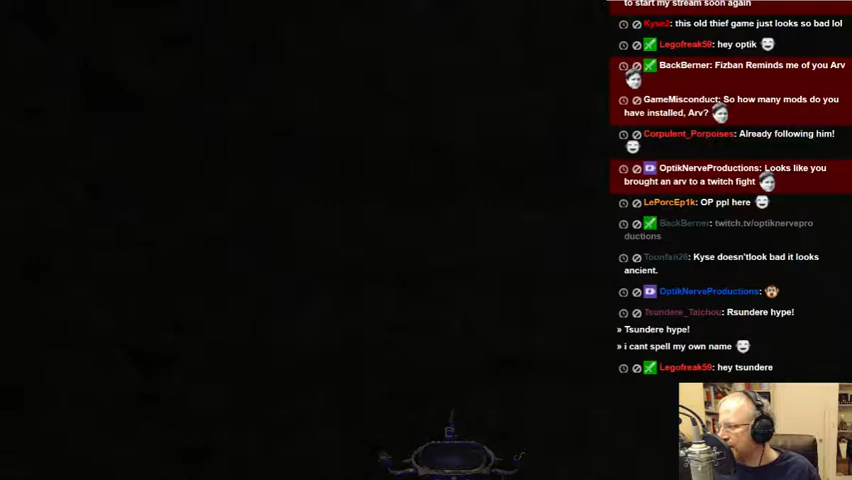 to start my stream soon again
Kyse2: this old thief game just looks so bad lol
Legofreak59: hey optik
BackBerner: Fizban Reminds me of you Arv
GameMisconduct: So how many mods do you
have installed, Arv?
Corpulent_Porpoises: Already following him!
OptikNerveProductions: Looks like you
brought an arv to a twitch fight
LePorcEp1k: OP ppl here
BackBerner: twitch.tv/optiknervepro
ductions
Toonfan26: Kyse doesn'tlook bad it looks
ancient.
OptikNerveProductions:
Tsundere_Taichou: Rsundere hype!
» Tsundere hype!
» i cant spell my own name
Legofreak59: hey tsundere